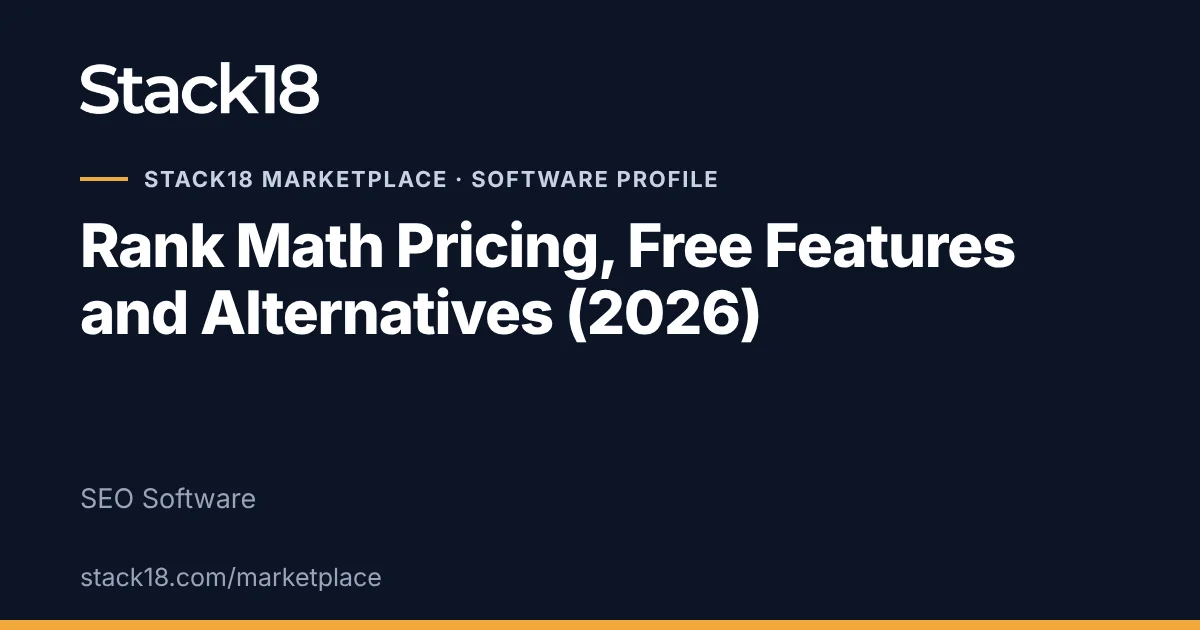 Stack18
STACK18 MARKETPLACE · SOFTWARE PROFILE
Rank Math Pricing, Free Features
and Alternatives (2026)
SEO Software
stack18.com/marketplace